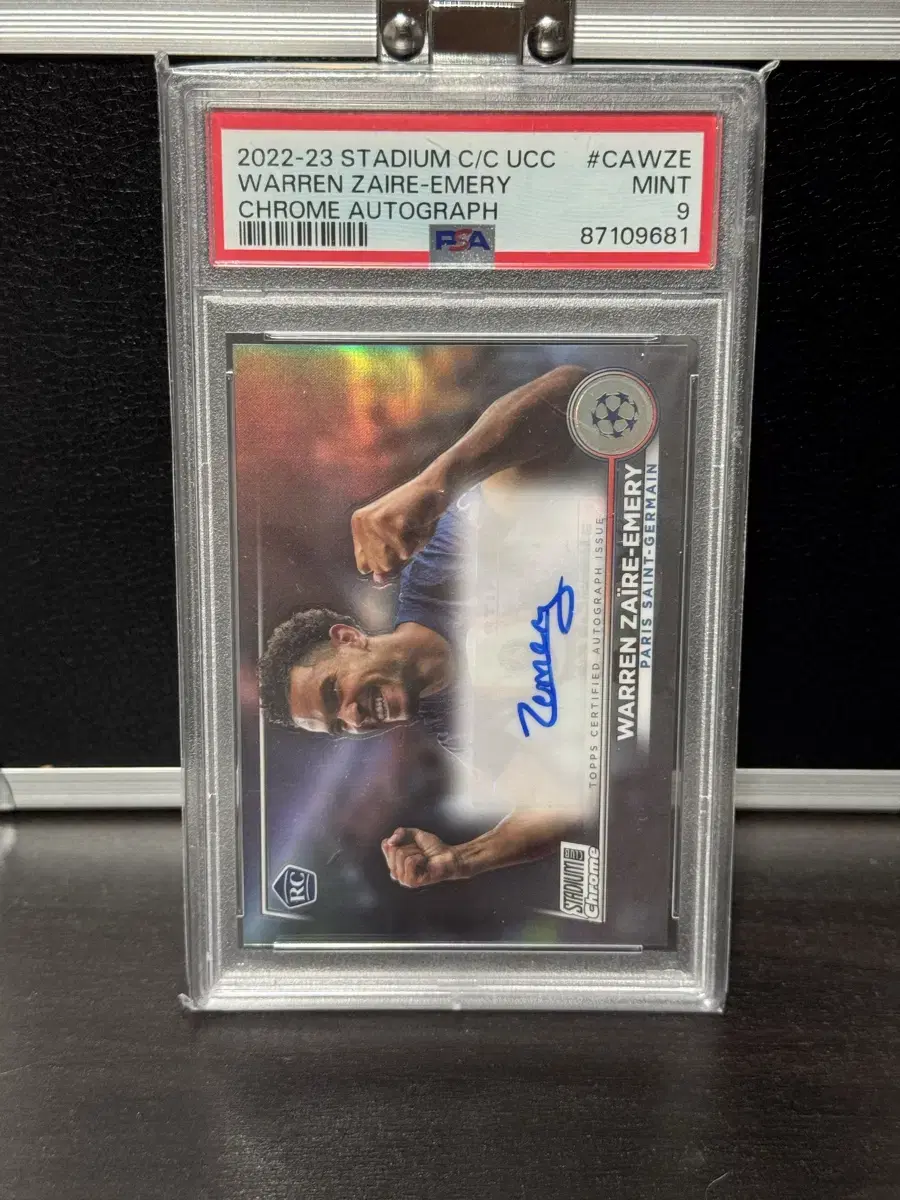 2022-23 STADIUM C/C UCC #CAWZE
WARREN ZAIRE-EMERY MINT
CHROME AUTOGRAPH 9
PSA 87109681
WARREN ZAÏRE-EMERY
PARIS SAINT-GERMAIN
TOPPS CERTIFIED AUTOGRAPH ISSUE
Zemery
STADIUM CLUB
Chrome
RC